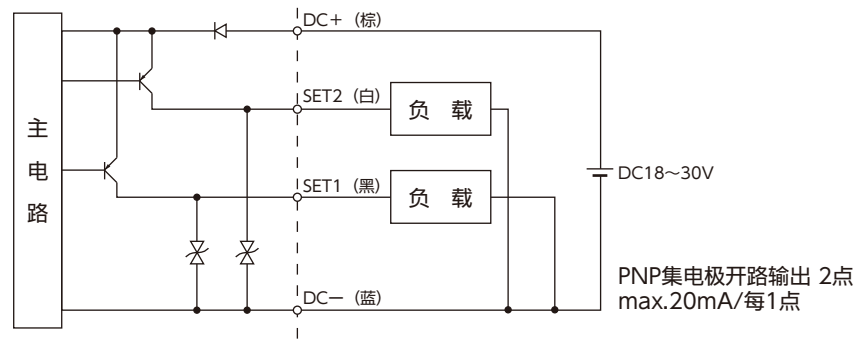 DC+（棕）
主电路
SET2（白）
负 载
SET1（黑）
负 载
DC18～30V
DC－（蓝）
PNP集电极开路输出 2点
max.20mA/每1点